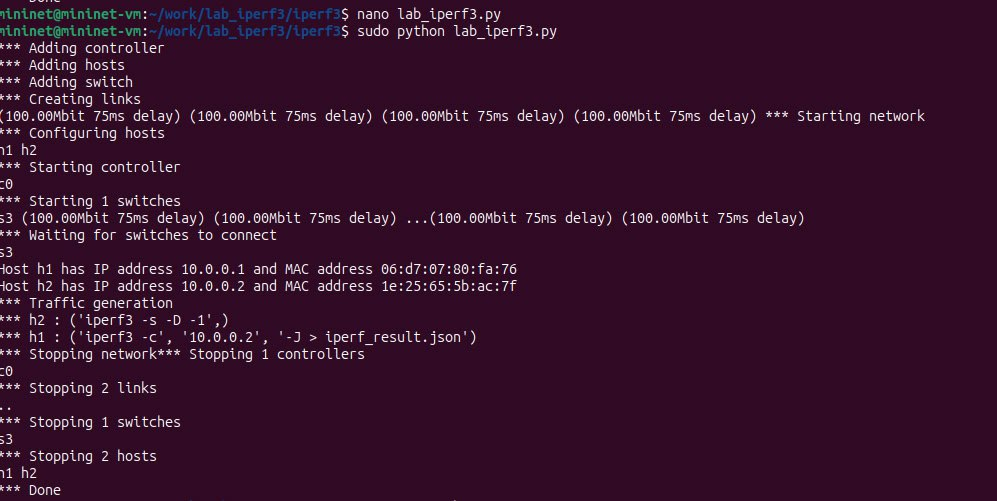 Done
mininet@mininet-vm:~/work/lab_iperf3/iperf3$ nano lab_iperf3.py
mininet@mininet-vm:~/work/lab_iperf3/iperf3$ sudo python lab_iperf3.py
*** Adding controller
*** Adding hosts
*** Adding switch
*** Creating links
(100.00Mbit 75ms delay) (100.00Mbit 75ms delay) (100.00Mbit 75ms delay) (100.00Mbit 75ms delay) *** Starting network
*** Configuring hosts
h1 h2
*** Starting controller
c0
*** Starting 1 switches
s3 (100.00Mbit 75ms delay) (100.00Mbit 75ms delay) ...(100.00Mbit 75ms delay) (100.00Mbit 75ms delay)
*** Waiting for switches to connect
s3
Host h1 has IP address 10.0.0.1 and MAC address 06:d7:07:80:fa:76
Host h2 has IP address 10.0.0.2 and MAC address 1e:25:65:5b:ac:7f
*** Traffic generation
*** h2 : ('iperf3 -s -D -1',)
*** h1 : ('iperf3 -c', '10.0.0.2', '-J > iperf_result.json')
*** Stopping network*** Stopping 1 controllers
c0
*** Stopping 2 links
..
*** Stopping 1 switches
s3
*** Stopping 2 hosts
h1 h2
*** Done